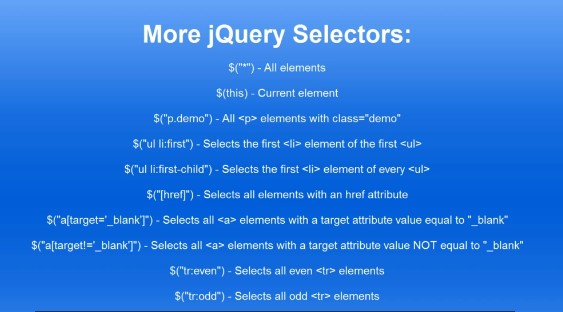 More jQuery Selectors:
$("*") - All elements
$(this) - Current element
$("p.demo") - All <p> elements with class="demo"
$("ul li:first") - Selects the first <li> element of the first <ul>
$("ul li:first-child") - Selects the first <li> element of every <ul>
$("[href]") - Selects all elements with an href attribute
$("a[target='_blank']") - Selects all <a> elements with a target attribute value equal to "_blank"
$("a[target!='_blank']") - Selects all <a> elements with a target attribute value NOT equal to "_blank"
$("tr:even") - Selects all even <tr> elements
$("tr:odd") - Selects all odd <tr> elements